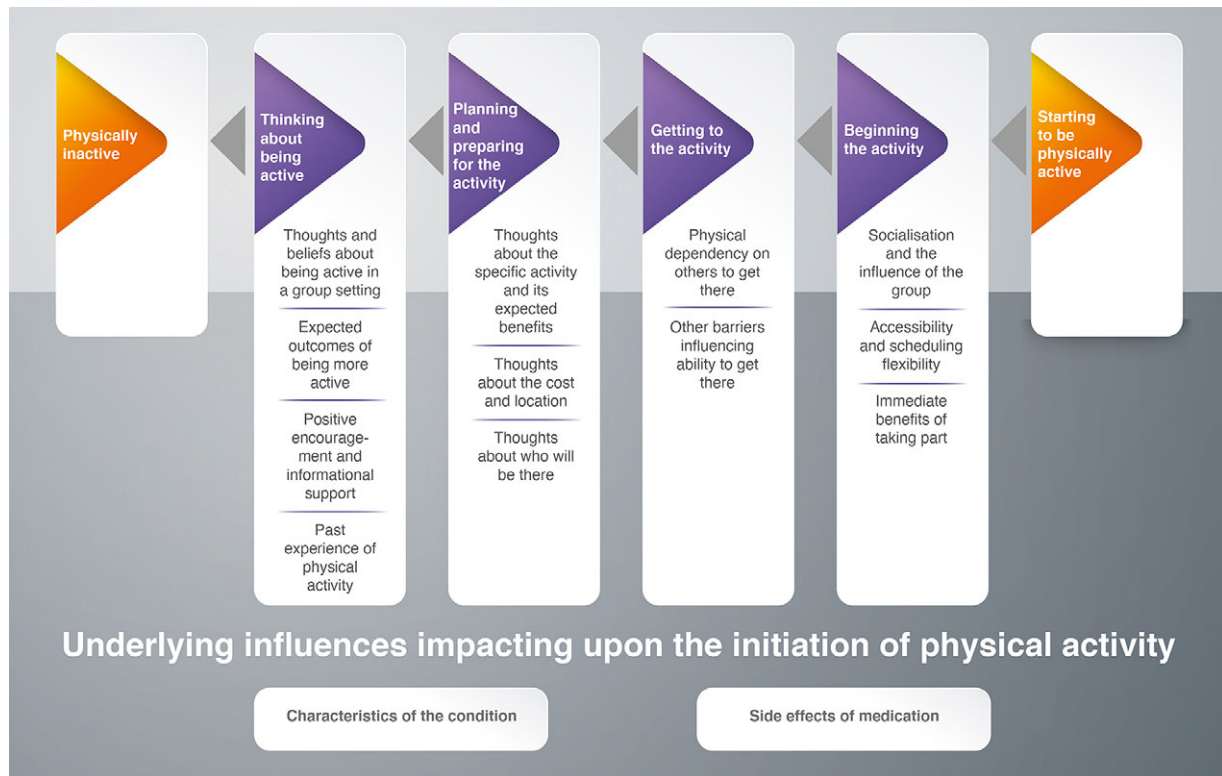 Physically
inactive
Thinking
about
being
active
Thoughts and
beliefs about
being active in
a group setting
Expected
outcomes of
being more
active
Positive
encourage-
ment and
informational
support
Past
experience of
physical
activity
Planning
and
preparing
for the
activity
Thoughts
about the
specific activity
and its
expected
benefits
Thoughts
about the cost
and location
Thoughts
about who will
be there
Getting to
the activity
Physical
dependency on
others to get
there
Other barriers
influencing
ability to get
there
Beginning
the activity
Socialisation
and the
influence of the
group
Accessibility
and scheduling
flexibility
Immediate
benefits of
taking part
Starting
to be
physically
active
Underlying influences impacting upon the initiation of physical activity
Characteristics of the condition
Side effects of medication